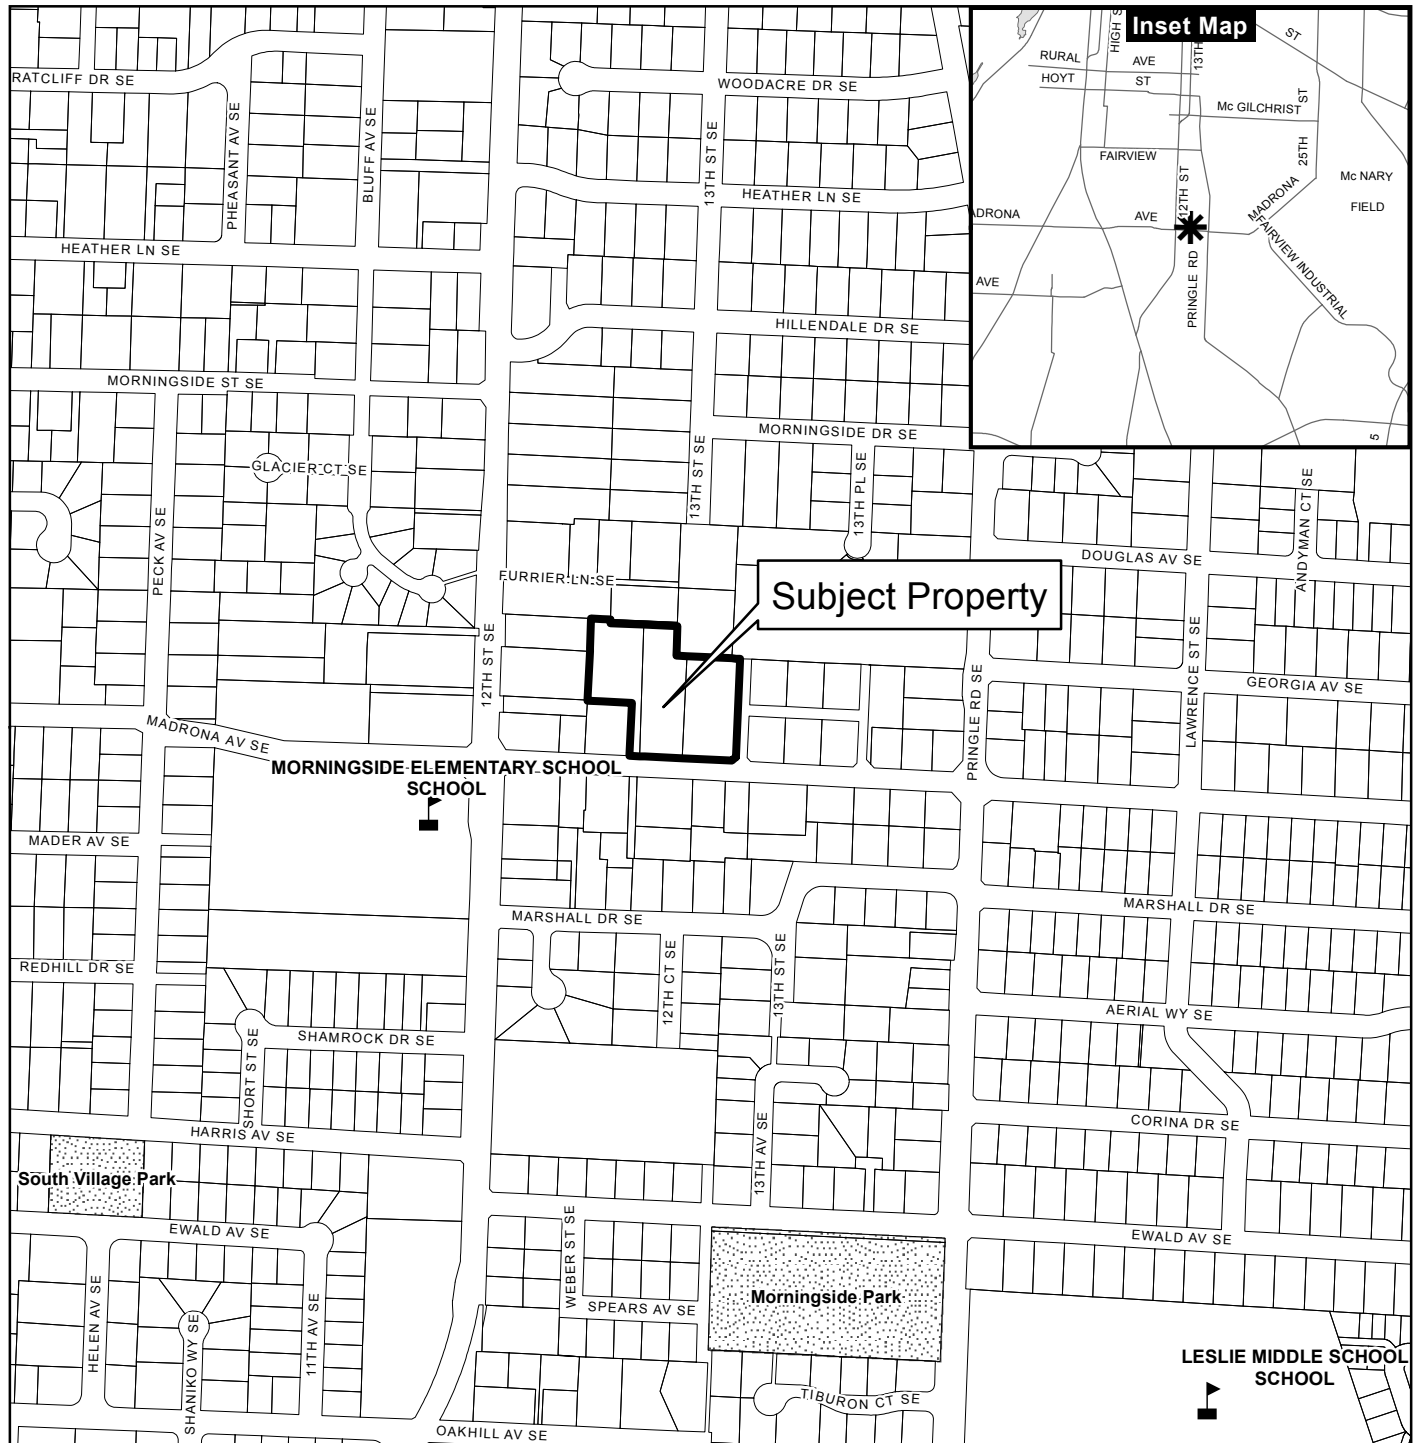 Inset Map
HIGH S
13TH
ST
RURAL AVE
HOYT ST
Mc GILCHRIST
ST
25TH
FAIRVIEW
12TH ST
MADRONA
Mc NARY
FIELD
ADRONA AVE
FAIRVIEW INDUSTRIAL
AVE
PRINGLE RD
5
RATCLIFF DR SE
WOODACRE DR SE
PHEASANT AV SE
BLUFF AV SE
13TH ST SE
HEATHER LN SE
HEATHER LN SE
HILLENDALE DR SE
MORNINGSIDE ST SE
MORNINGSIDE DR SE
GLACIER CT SE
13TH ST SE
13TH PL SE
ANDYMAN CT SE
PECK AV SE
DOUGLAS AV SE
FURRIER LN SE
Subject Property
12TH ST SE
LAWRENCE ST SE
PRINGLE RD SE
GEORGIA AV SE
MADRONA AV SE
MORNINGSIDE ELEMENTARY SCHOOL
SCHOOL
MADER AV SE
MARSHALL DR SE
MARSHALL DR SE
REDHILL DR SE
12TH CT SE
13TH ST SE
AERIAL WY SE
SHORT ST SE
SHAMROCK DR SE
HARRIS AV SE
CORINA DR SE
13TH AV SE
South Village Park
EWALD AV SE
EWALD AV SE
WEBER ST SE
HELEN AV SE
SHANIKO WY SE
11TH AV SE
SPEARS AV SE
Morningside Park
LESLIE MIDDLE SCHOOL
SCHOOL
TIBURON CT SE
OAKHILL AV SE